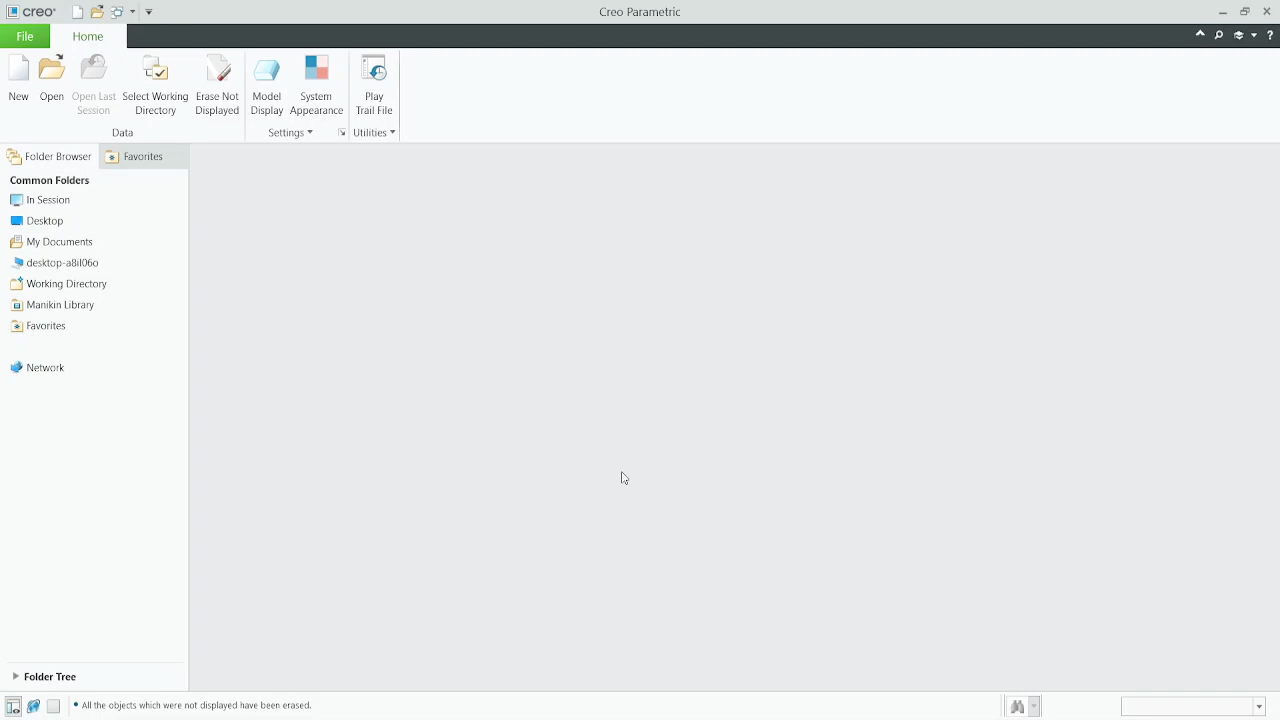 creo
Creo Parametric
File
Home
New
Open
Open Last
Session
Select Working
Directory
Erase Not
Displayed
Model
Display
System
Appearance
Play
Trail File
Data
Settings
Utilities
Folder Browser
Favorites
Common Folders
In Session
Desktop
My Documents
desktop-a8il06o
Working Directory
Manikin Library
Favorites
Network
Folder Tree
All the objects which were not displayed have been erased.